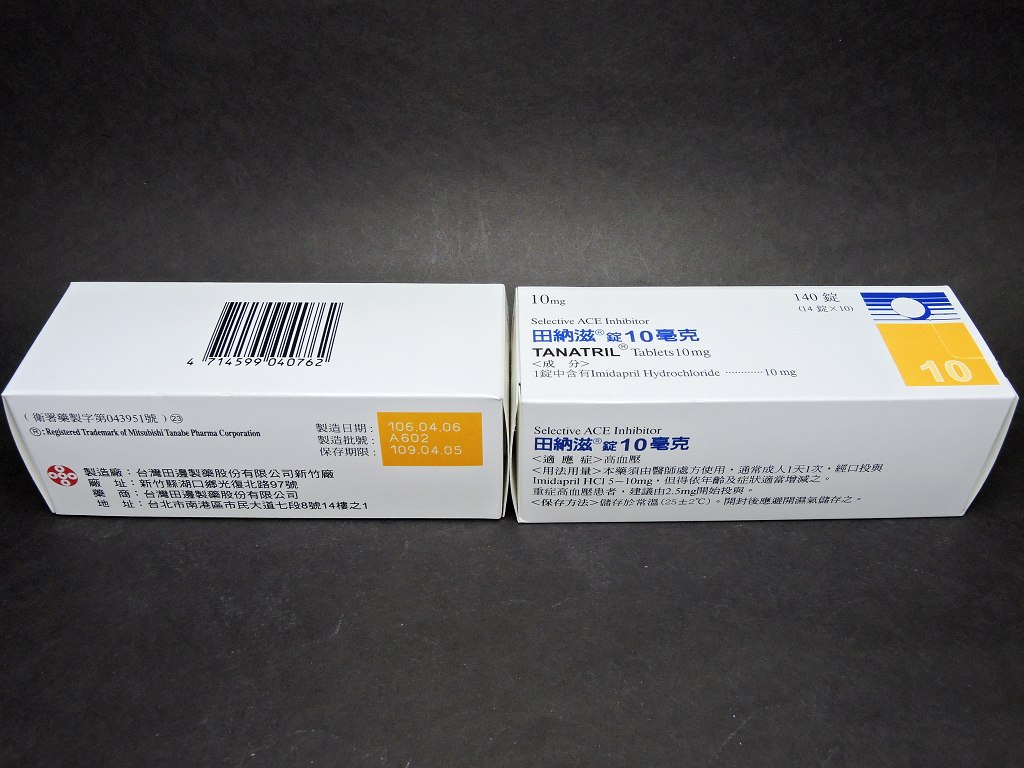 4 714599 040762
(衛署藥製字第043951號)㉓
Ⓡ: Registered Trademark of Mitsubishi Tanabe Pharma Corporation
製造日期: 106.04.06
製造批號: A602
保存期限: 109.04.05
製造廠:台灣田邊製藥股份有限公司新竹廠
廠 址:新竹縣湖口鄉光復北路97號
藥 商:台灣田邊製藥股份有限公司
地 址:台北市南港區市民大道七段8號14樓之1
10mg
140 錠
(14 錠×10)
Selective ACE Inhibitor
田納滋® 錠 10 毫克
TANATRIL® Tablets10mg
<成 分>
1錠中含有Imidapril Hydrochloride ············10mg
10
Selective ACE Inhibitor
田納滋® 錠 10 毫克
<適 應 症>高血壓
<用法用量>本藥須由醫師處方使用,通常成人1天1次,經口投與
Imidapril HCl 5－10mg,但得依年齡及症狀適當增減之。
重症高血壓患者,建議由2.5mg開始投與。
<保存方法>儲存於常溫(25±2℃)。開封後應避開濕氣儲存之。